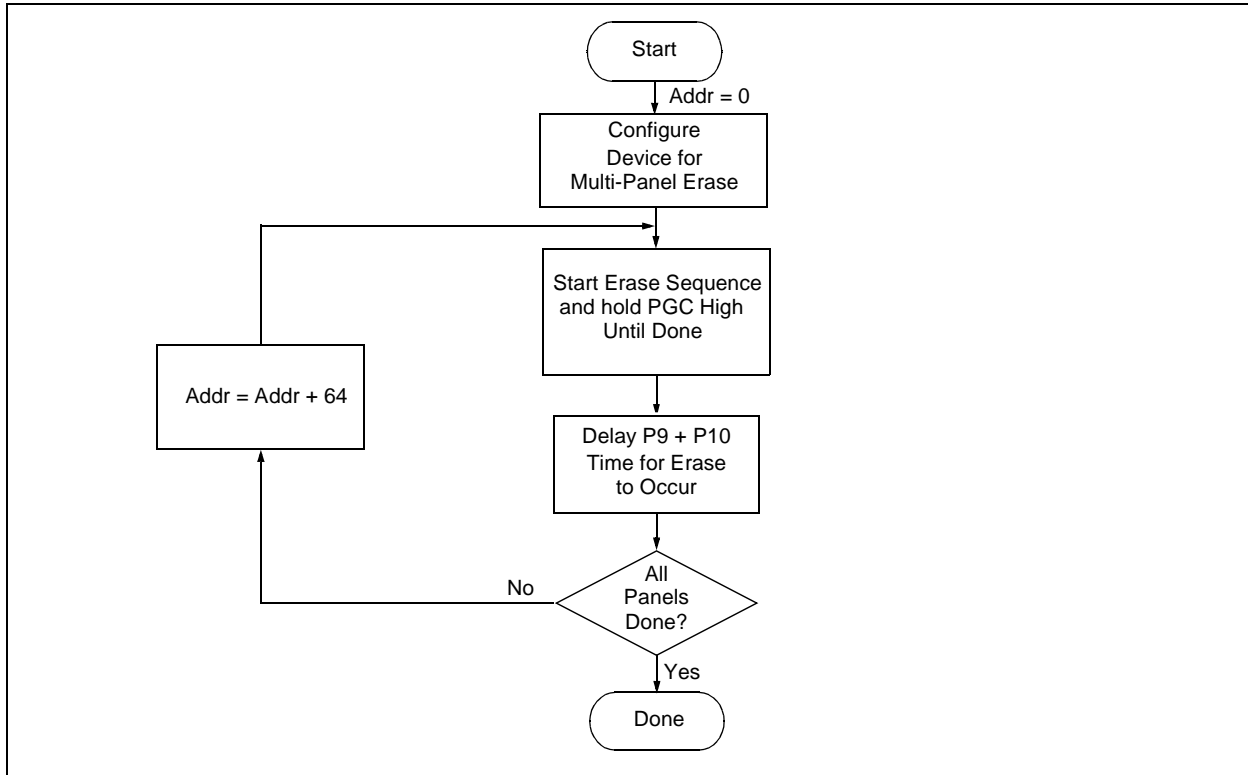 Start
Addr = 0
Configure
Device for
Multi-Panel Erase
Start Erase Sequence
and hold PGC High
Until Done
Addr = Addr + 64
Delay P9 + P10
Time for Erase
to Occur
All
Panels
Done?
No
Yes
Done